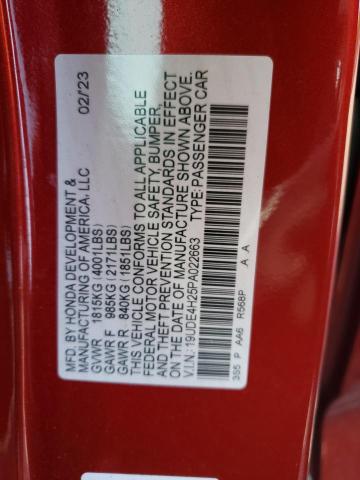 MFD. BY HONDA DEVELOPMENT & 02/23
MANUFACTURING OF AMERICA, LLC
GVWR 1815KG (4001LBS)
GAWR F 985KG (2171LBS)
GAWR R 840KG (1851LBS)
THIS VEHICLE CONFORMS TO ALL APPLICABLE
FEDERAL MOTOR VEHICLE SAFETY, BUMPER,
AND THEFT PREVENTION STANDARDS IN EFFECT
ON THE DATE OF MANUFACTURE SHOWN ABOVE.
V.I.N.: 19UDE4H25PA022663 TYPE: PASSENGER CAR
3S5 P AA6 R568P A A